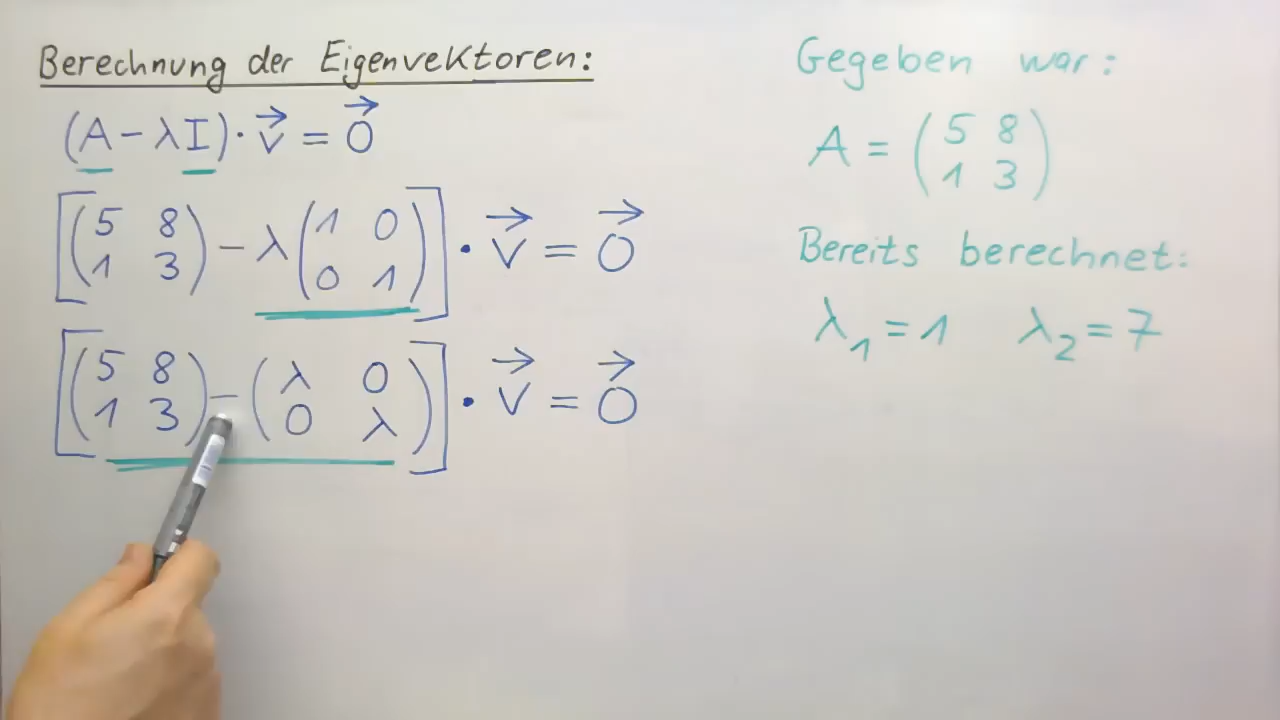 Berechnung der Eigenvektoren:
(A - λI) · v⃗ = 0⃗
[(5 8
1 3) - λ(1 0
0 1)] · v⃗ = 0⃗
[(5 8
1 3) - (λ 0
0 λ)] · v⃗ = 0⃗
Gegeben war:
A = (5 8
1 3)
Bereits berechnet:
λ₁ = 1 λ₂ = 7